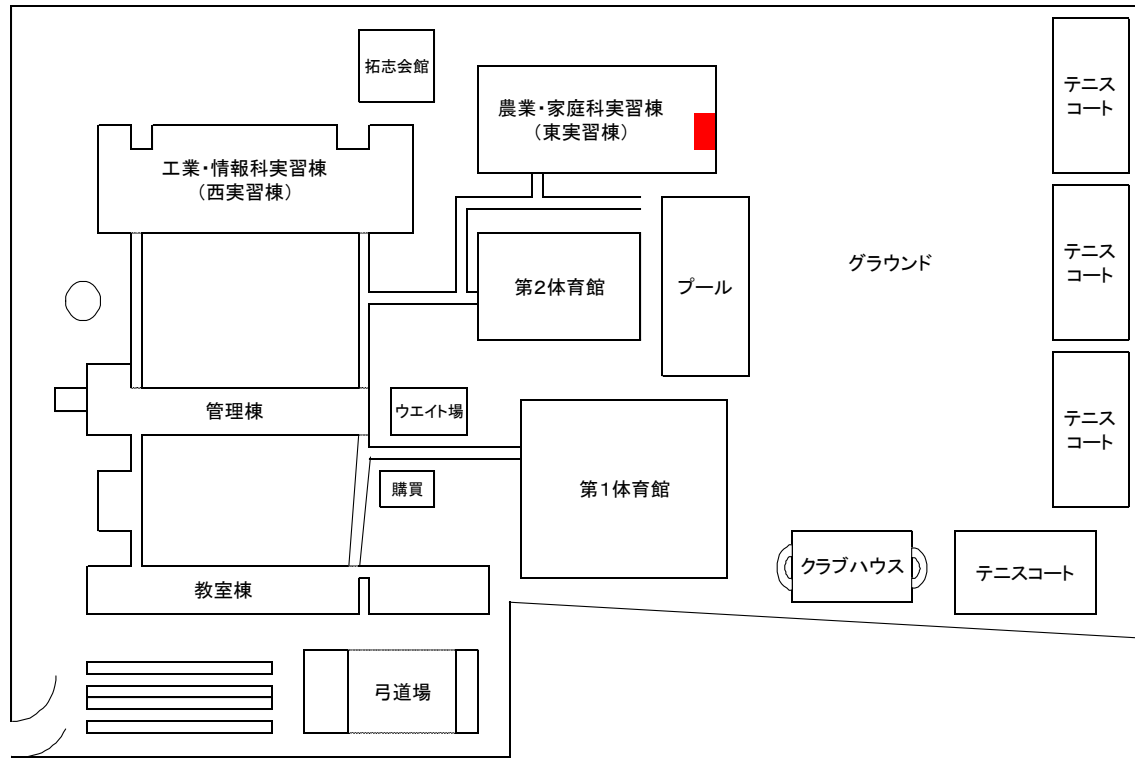 拓志会館
農業・家庭科実習棟
(東実習棟)
テニス
コート
工業・情報科実習棟
(西実習棟)
第2体育館
プール
グラウンド
テニス
コート
管理棟
ウエイト場
テニス
コート
購買
第1体育館
クラブハウス
テニスコート
教室棟
弓道場